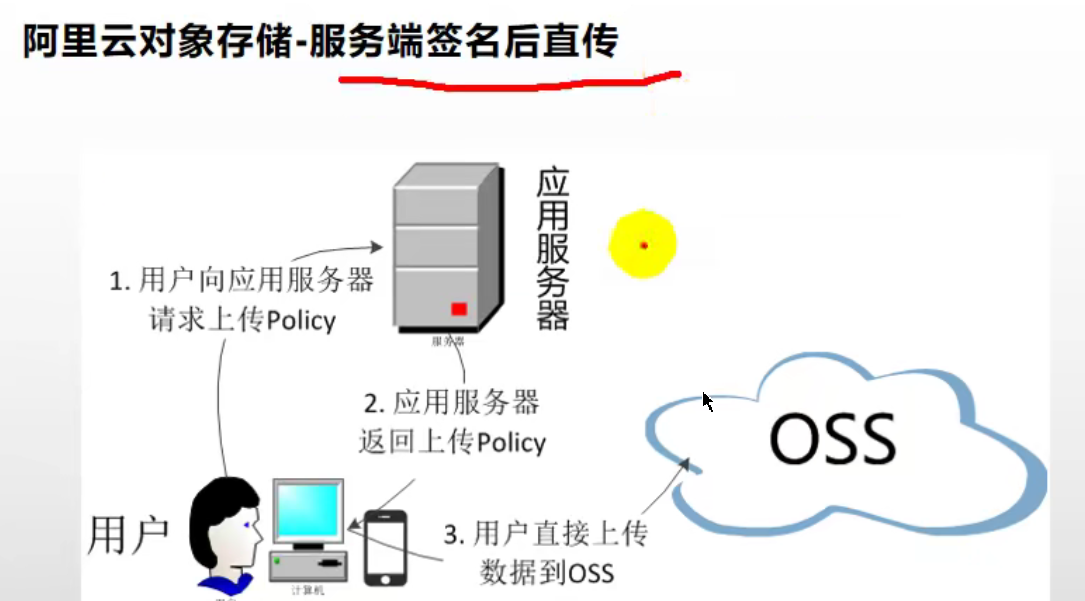 阿里云对象存储-服务端签名后直传
应用服务器
1. 用户向应用服务器
请求上传Policy
服务器
2. 应用服务器
返回上传Policy
OSS
用户
3. 用户直接上传
数据到OSS
计算机